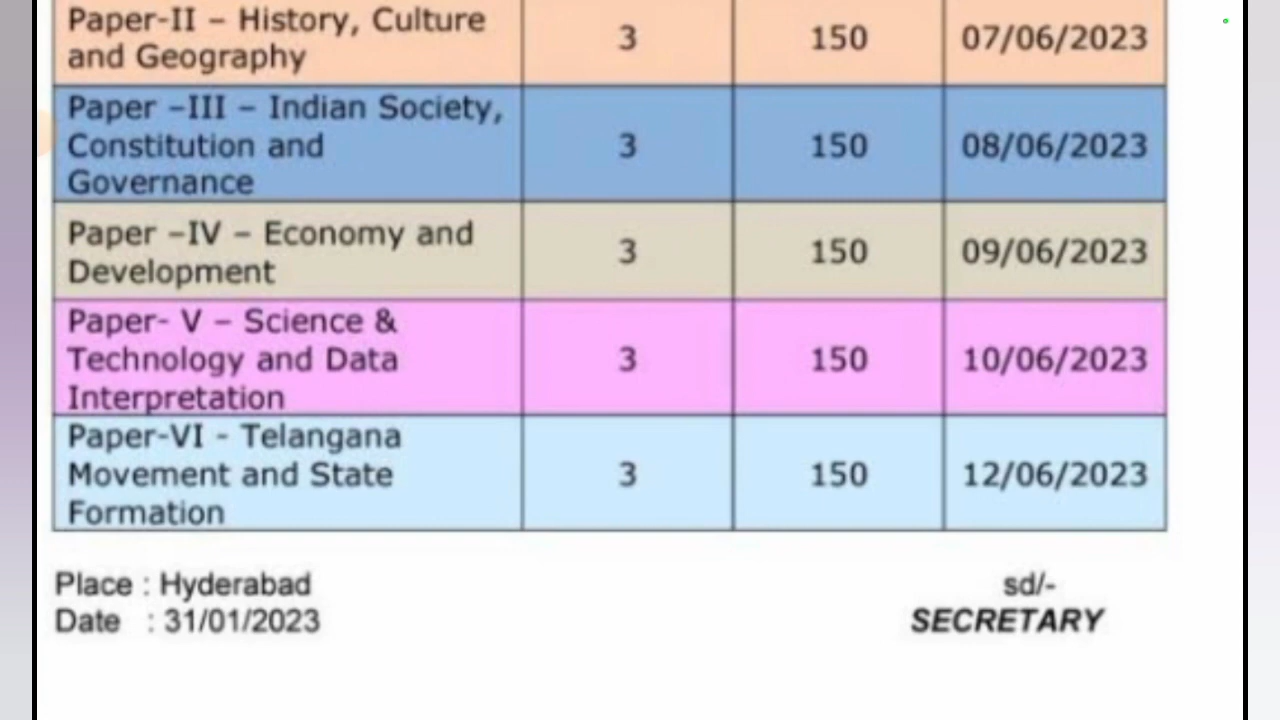 Paper-II – History, Culture
and Geography
3
150
07/06/2023
Paper –III – Indian Society,
Constitution and
Governance
3
150
08/06/2023
Paper –IV – Economy and
Development
3
150
09/06/2023
Paper- V – Science &
Technology and Data
Interpretation
3
150
10/06/2023
Paper-VI - Telangana
Movement and State
Formation
3
150
12/06/2023
Place : Hyderabad
Date : 31/01/2023
sd/-
SECRETARY